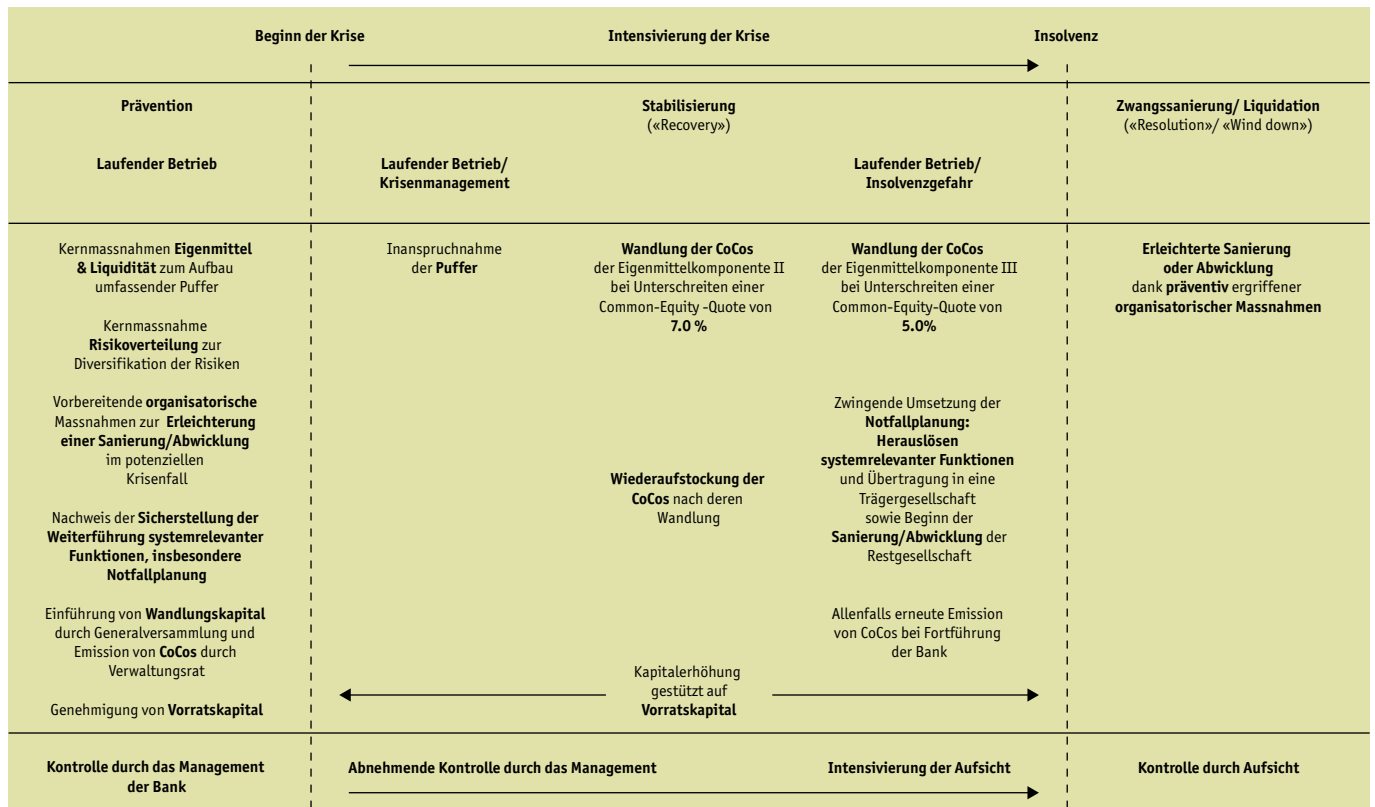 Beginn der Krise
Intensivierung der Krise
Insolvenz
Prävention
Stabilisierung
(«Recovery»)
Zwangssanierung/ Liquidation
(«Resolution»/ «Wind down»)
Laufender Betrieb
Laufender Betrieb/
Krisenmanagement
Laufender Betrieb/
Insolvenzgefahr
Kernmassnahmen Eigenmittel
& Liquidität zum Aufbau
umfassender Puffer
Kernmassnahme
Risikoverteilung zur
Diversifikation der Risiken
Vorbereitende organisatorische
Massnahmen zur Erleichterung
einer Sanierung/Abwicklung
im potenziellen
Krisenfall
Nachweis der Sicherstellung der
Weiterführung systemrelevanter
Funktionen, insbesondere
Notfallplanung
Einführung von Wandlungskapital
durch Generalversammlung und
Emission von CoCos durch
Verwaltungsrat
Genehmigung von Vorratskapital
Inanspruchnahme
der Puffer
Wandlung der CoCos
der Eigenmittelkomponente II
bei Unterschreiten einer
Common-Equity -Quote von
7.0 %
Wiederaufstockung der
CoCos nach deren
Wandlung
Kapitalerhöhung
gestützt auf
Vorratskapital
Wandlung der CoCos
der Eigenmittelkomponente III
bei Unterschreiten einer
Common-Equity-Quote von
5.0%
Zwingende Umsetzung der
Notfallplanung:
Herauslösen
systemrelevanter Funktionen
und Übertragung in eine
Trägergesellschaft
sowie Beginn der
Sanierung/Abwicklung der
Restgesellschaft
Allenfalls erneute Emission
von CoCos bei Fortführung
der Bank
Erleichterte Sanierung
oder Abwicklung
dank präventiv ergriffener
organisatorischer Massnahmen
Kontrolle durch das Management
der Bank
Abnehmende Kontrolle durch das Management
Intensivierung der Aufsicht
Kontrolle durch Aufsicht